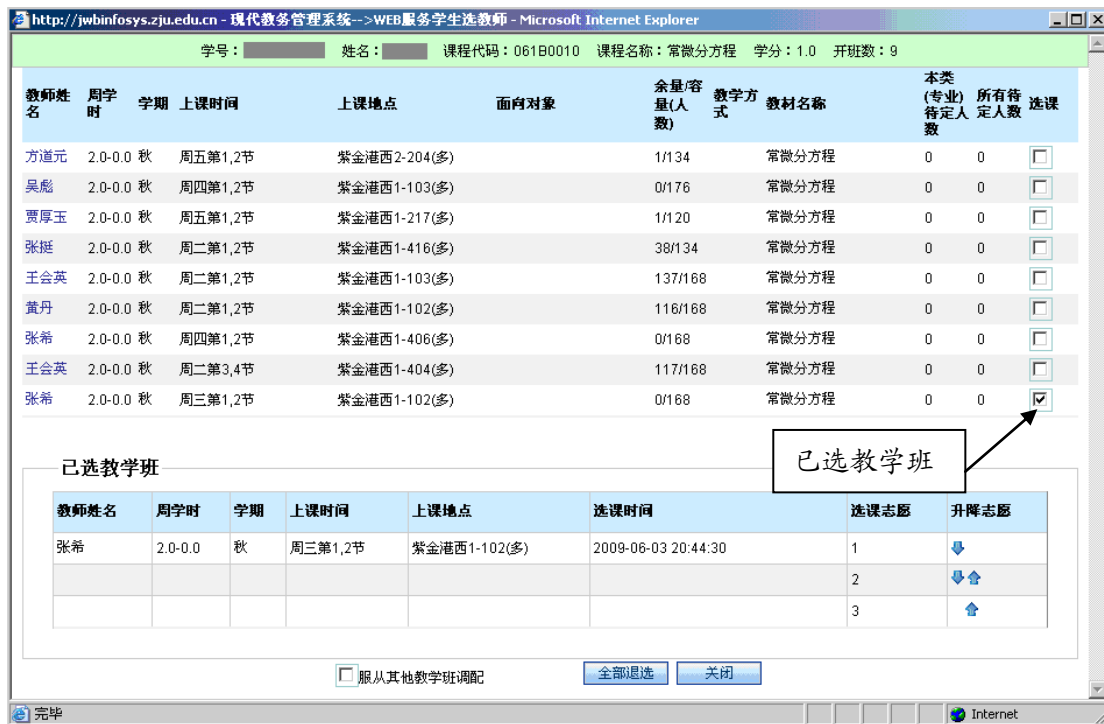 http://jwbinfosys.zju.edu.cn - 现代教务管理系统-->WEB服务学生选教师 - Microsoft Internet Explorer
学号： 姓名： 课程代码：061B0010 课程名称：常微分方程 学分：1.0 开班数：9
教师姓名 周学时 学期 上课时间 上课地点 面向对象 余量/容量(人数) 教学方式 教材名称 本类(专业)待定人数 所有待定人数 选课
方道元 2.0-0.0 秋 周五第1,2节 紫金港西2-204(多) 1/134 常微分方程 0 0
吴彪 2.0-0.0 秋 周四第1,2节 紫金港西1-103(多) 0/176 常微分方程 0 0
贾厚玉 2.0-0.0 秋 周五第1,2节 紫金港西1-217(多) 1/120 常微分方程 0 0
张挺 2.0-0.0 秋 周二第1,2节 紫金港西1-416(多) 38/134 常微分方程 0 0
王会英 2.0-0.0 秋 周二第1,2节 紫金港西1-103(多) 137/168 常微分方程 0 0
黄丹 2.0-0.0 秋 周二第1,2节 紫金港西1-102(多) 116/168 常微分方程 0 0
张希 2.0-0.0 秋 周四第1,2节 紫金港西1-406(多) 0/168 常微分方程 0 0
王会英 2.0-0.0 秋 周二第3,4节 紫金港西1-404(多) 117/168 常微分方程 0 0
张希 2.0-0.0 秋 周三第1,2节 紫金港西1-102(多) 0/168 常微分方程 0 0
已选教学班
已选教学班
教师姓名 周学时 学期 上课时间 上课地点 选课时间 选课志愿 升降志愿
张希 2.0-0.0 秋 周三第1,2节 紫金港西1-102(多) 2009-06-03 20:44:30 1
2
3
服从其他教学班调配 全部退选 关闭
完毕 Internet